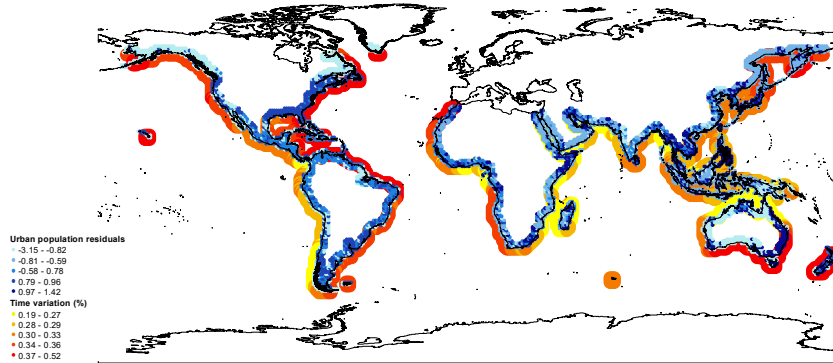 Urban population residuals
-3.15 - -0.82
-0.81 - -0.59
-0.58 - 0.78
0.79 - 0.96
0.97 - 1.42
Time variation (%)
0.19 - 0.27
0.28 - 0.29
0.30 - 0.33
0.34 - 0.36
0.37 - 0.52